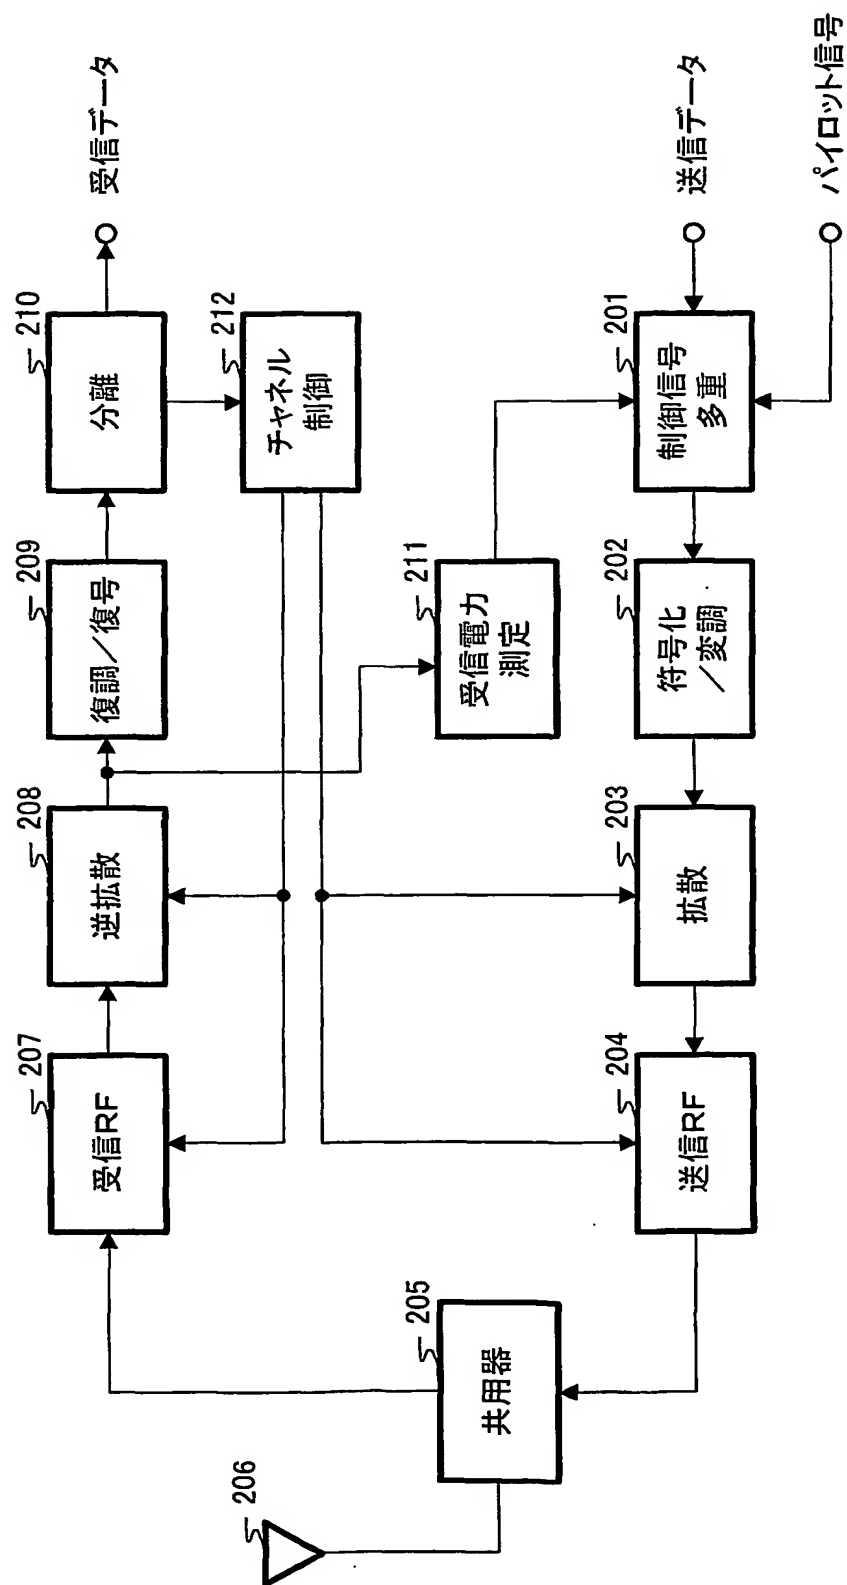 206
共用器
205
受信RF
207
逆拡散
208
復調/復号
209
分離
210
受信データ
チャネル
制御
212
受信電力
測定
211
送信RF
204
拡散
203
符号化
/変調
202
制御信号
多重
201
送信データ
パイロット信号